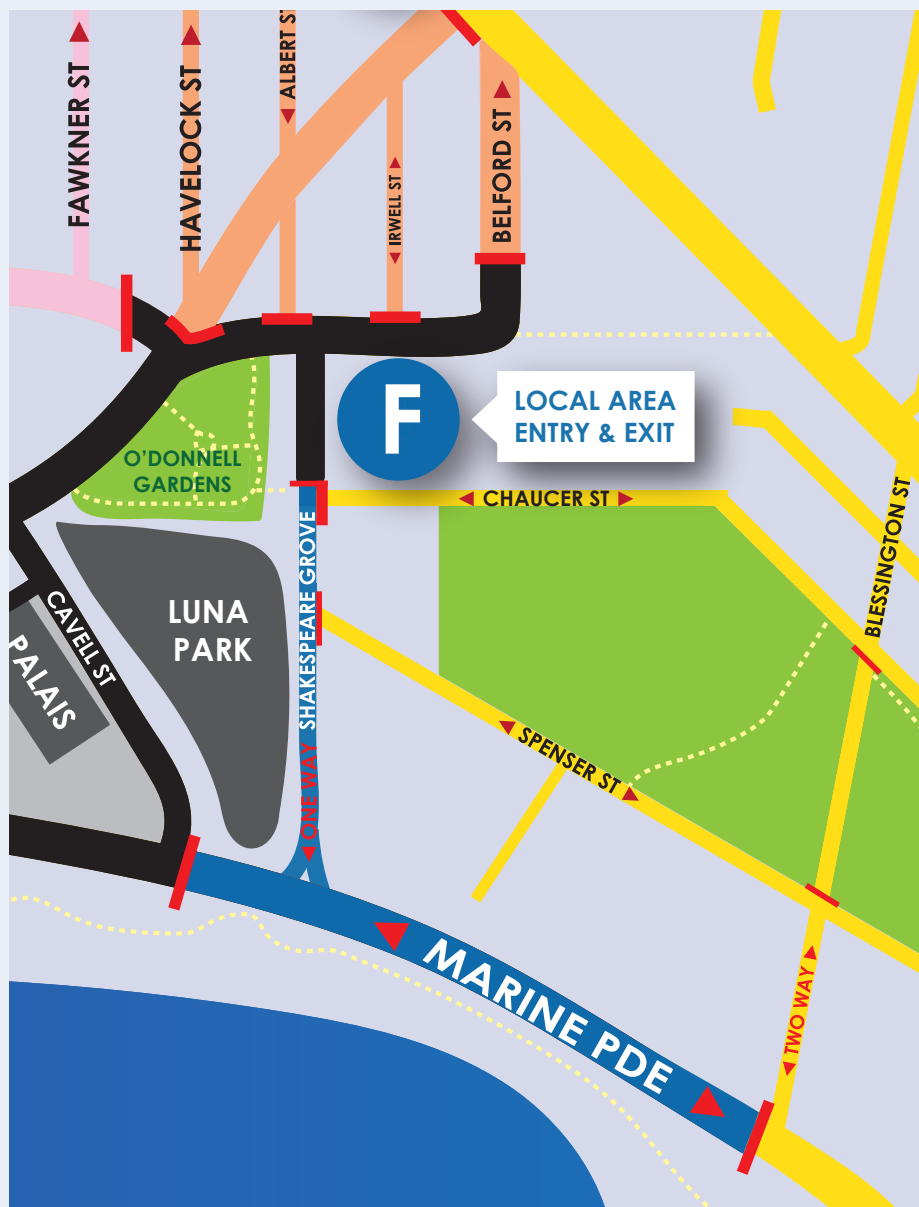 FAWKNER ST
HAVELOCK ST
ALBERT ST
IRWELL ST
BELFORD ST
F
LOCAL AREA
ENTRY & EXIT
O'DONNELL
GARDENS
CHAUCER ST
BLESSINGTON ST
SHAKESPEARE GROVE
ONE WAY
LUNA
PARK
CAVELL ST
PALAIS
SPENSER ST
MARINE PDE
TWO WAY